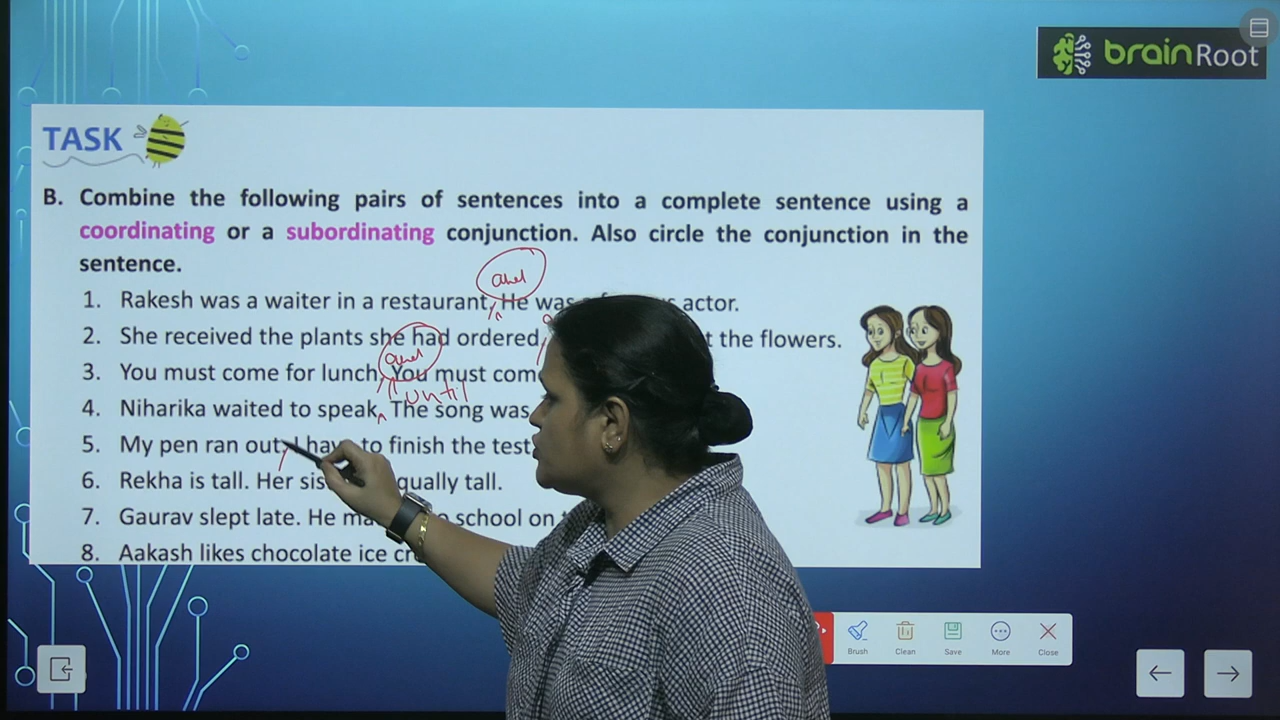 brainRoot
TASK
B. Combine the following pairs of sentences into a complete sentence using a
coordinating or a subordinating conjunction. Also circle the conjunction in the
sentence.
and
1. Rakesh was a waiter in a restaurant, He was actor.
2. She received the plants she had ordered, the flowers.
and
3. You must come for lunch, You must
until
4. Niharika waited to speak, The song was
5. My pen ran out. I have to finish the test
6. Rekha is tall. Her equally tall.
7. Gaurav slept late. He school on
8. Aakash likes chocolate ice
Brush Clean Save More Close